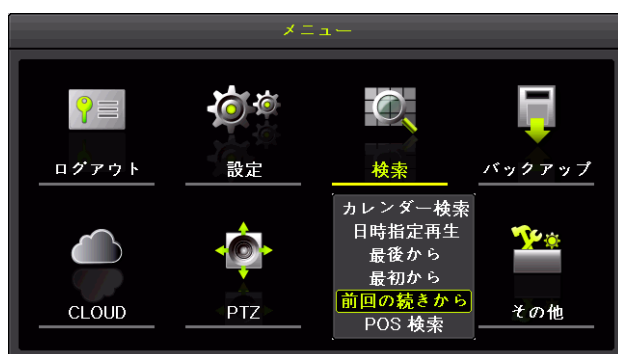 メニュー
ログアウト
設定
検索
バックアップ
カレンダー検索
日時指定再生
最後から
最初から
前回の続きから
POS 検索
CLOUD
PTZ
その他